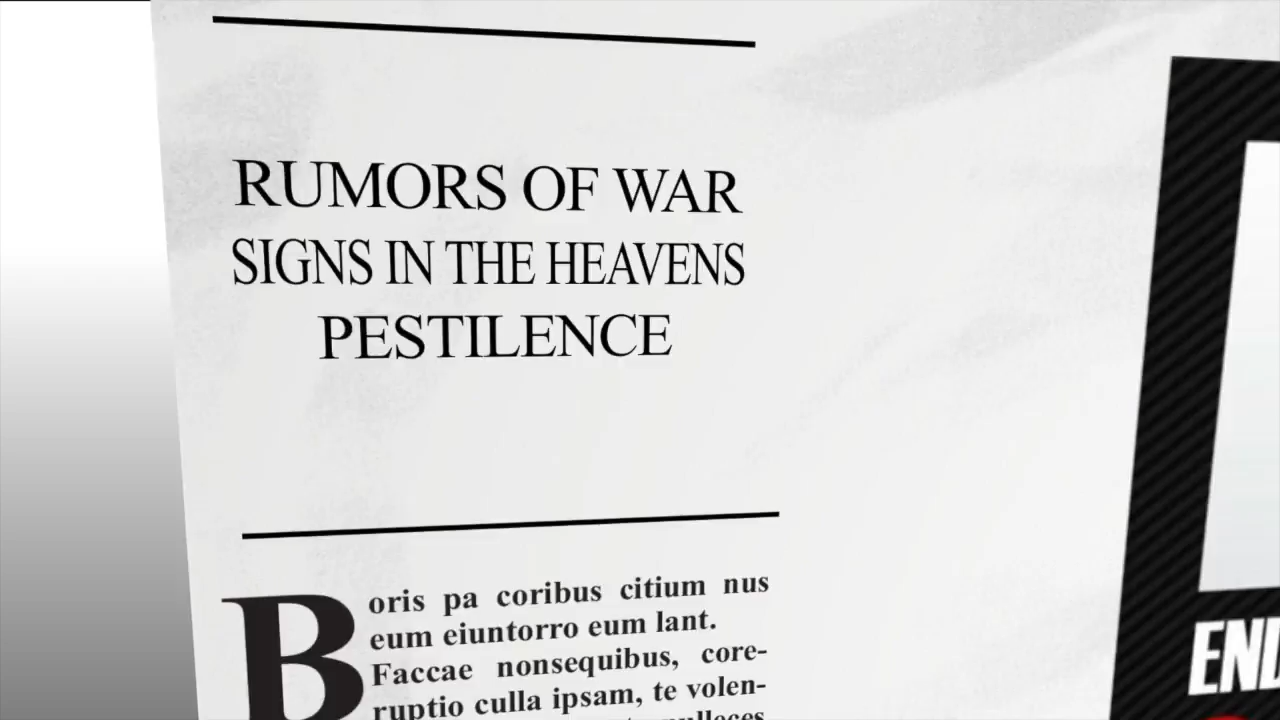 RUMORS OF WAR
SIGNS IN THE HEAVENS
PESTILENCE
Boris pa coribus citium nus
eum eiuntorro eum lant.
Faccae nonsequibus, core-
ruptio culla ipsam, te volen-
END